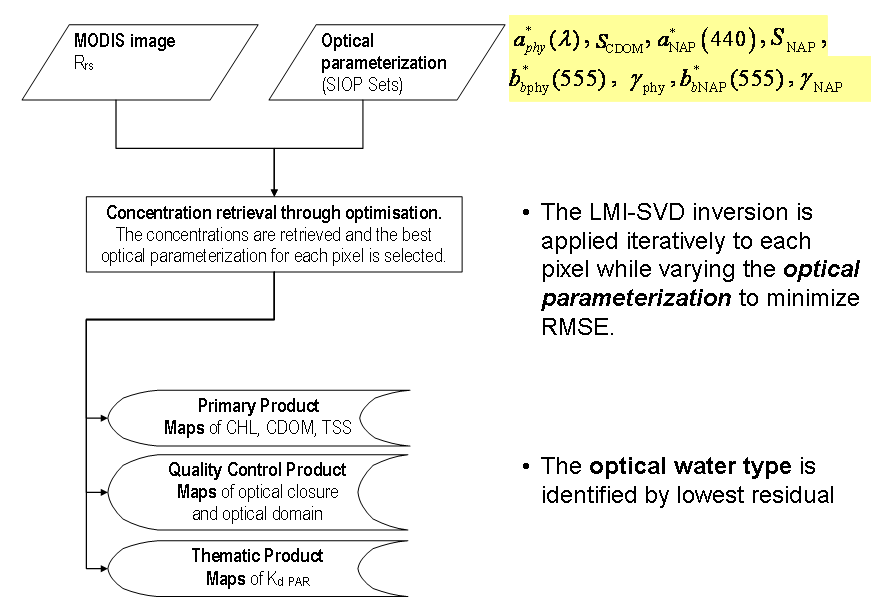 MODIS image
Rrs
Optical
parameterization
(SIOP Sets)
a*phy(λ), SCDOM, a*NAP(440), SNAP,
b*bphy(555), γphy, b*bNAP(555), γNAP
Concentration retrieval through optimisation.
The concentrations are retrieved and the best
optical parameterization for each pixel is selected.
• The LMI-SVD inversion is
applied iteratively to each
pixel while varying the optical
parameterization to minimize
RMSE.
Primary Product
Maps of CHL, CDOM, TSS
Quality Control Product
Maps of optical closure
and optical domain
• The optical water type is
identified by lowest residual
Thematic Product
Maps of Kd PAR